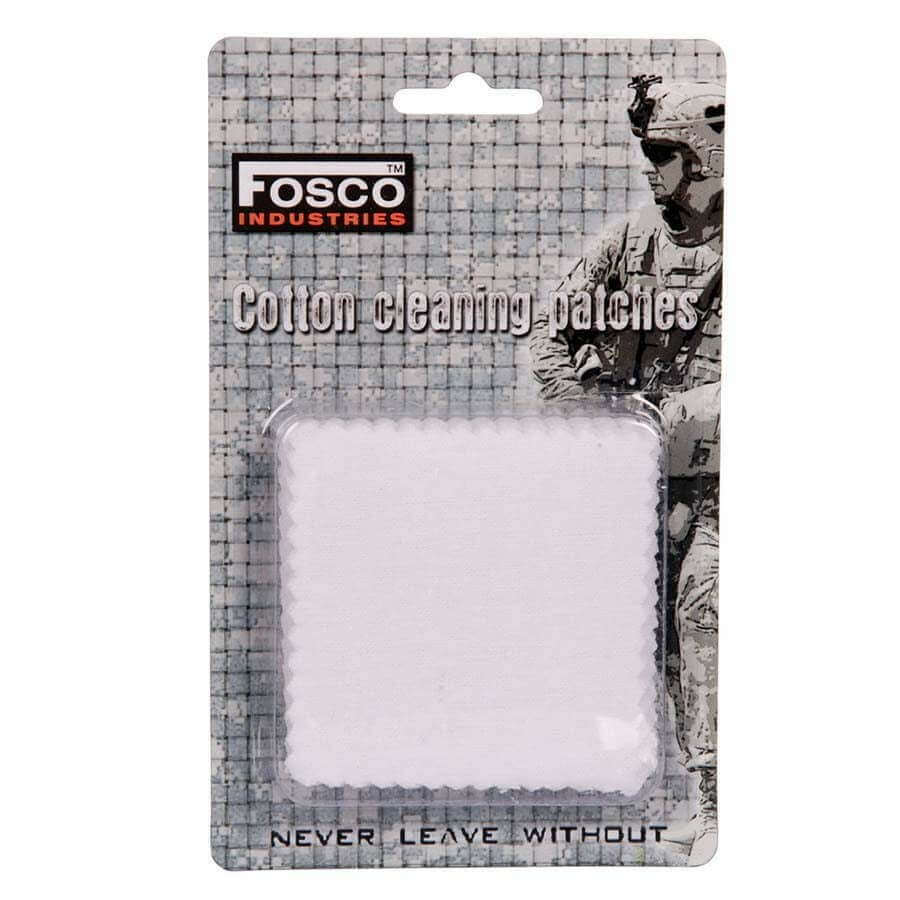 FOSCO™
INDUSTRIES
Cotton cleaning patches
NEVER LEAVE WITHOUT